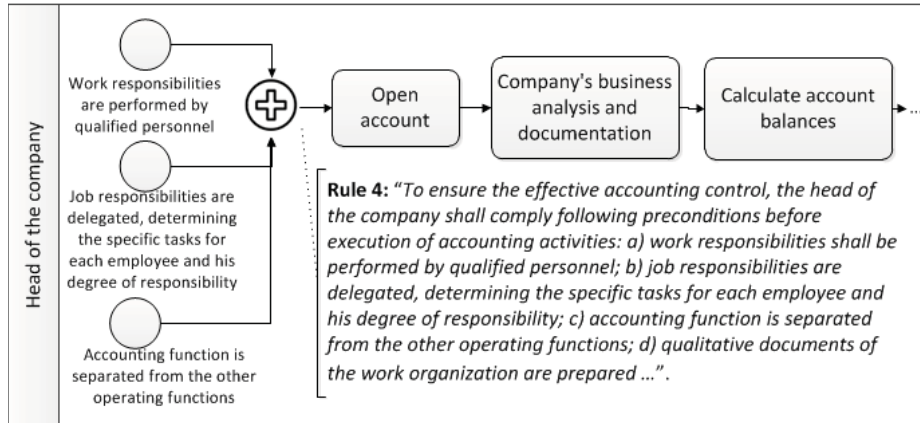 Head of the company
Work responsibilities
are performed by
qualified personnel
Job responsibilities are
delegated, determining
the specific tasks for
each employee and his
degree of responsibility
Accounting function is
separated from the other
operating functions
Open
account
Company's business
analysis and
documentation
Calculate account
balances
...
Rule 4: “To ensure the effective accounting control, the head of
the company shall comply following preconditions before
execution of accounting activities: a) work responsibilities shall be
performed by qualified personnel; b) job responsibilities are
delegated, determining the specific tasks for each employee and
his degree of responsibility; c) accounting function is separated
from the other operating functions; d) qualitative documents of
the work organization are prepared ...”.